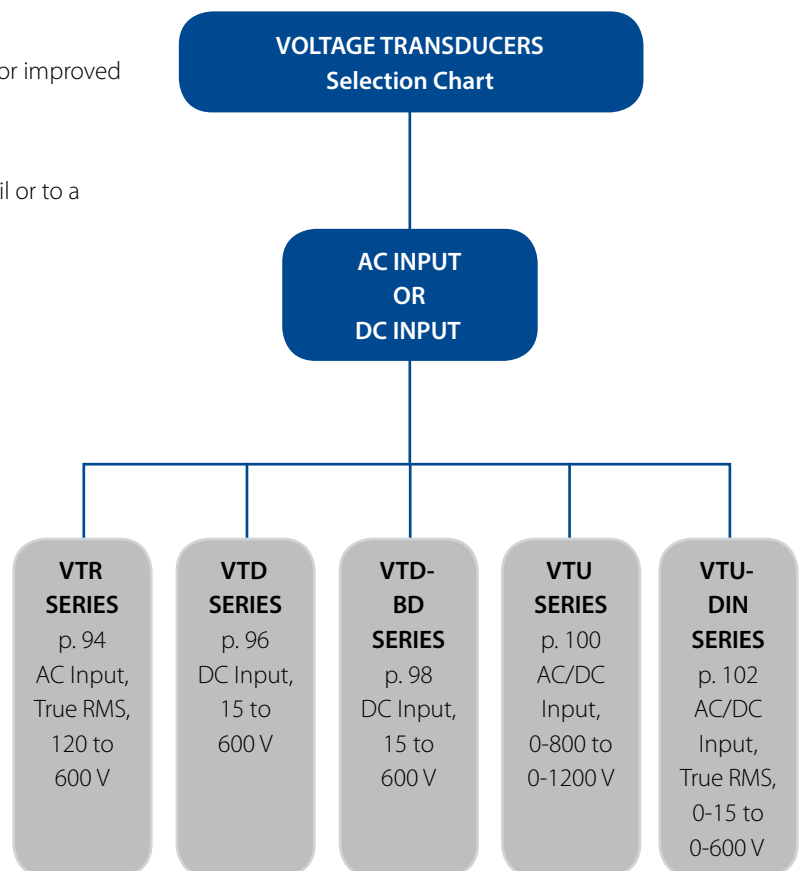 or improved
il or to a
VOLTAGE TRANSDUCERS
Selection Chart
AC INPUT
OR
DC INPUT
VTR
SERIES
p. 94
AC Input,
True RMS,
120 to
600 V
VTD
SERIES
p. 96
DC Input,
15 to
600 V
VTD-
BD
SERIES
p. 98
DC Input,
15 to
600 V
VTU
SERIES
p. 100
AC/DC
Input,
0-800 to
0-1200 V
VTU-
DIN
SERIES
p. 102
AC/DC
Input,
True RMS,
0-15 to
0-600 V